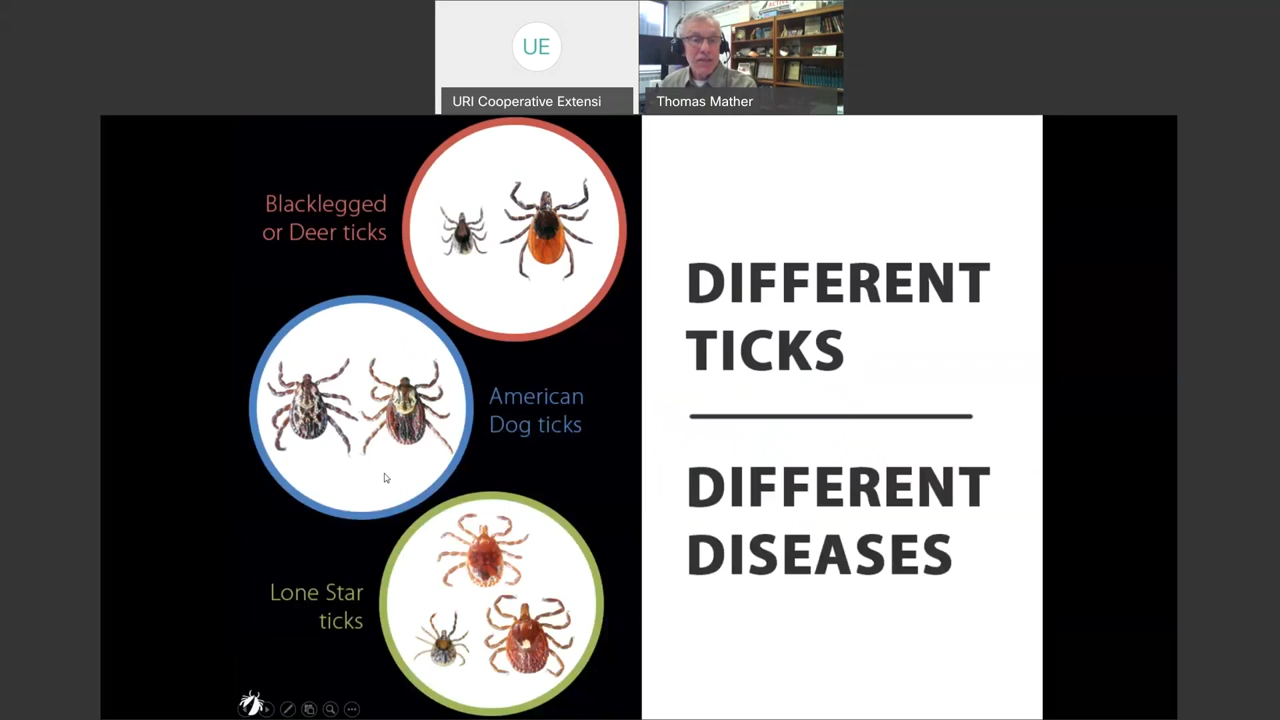 UE
URI Cooperative Extensi
Thomas Mather
Blacklegged
or Deer ticks
American
Dog ticks
Lone Star
ticks
DIFFERENT
TICKS
DIFFERENT
DISEASES